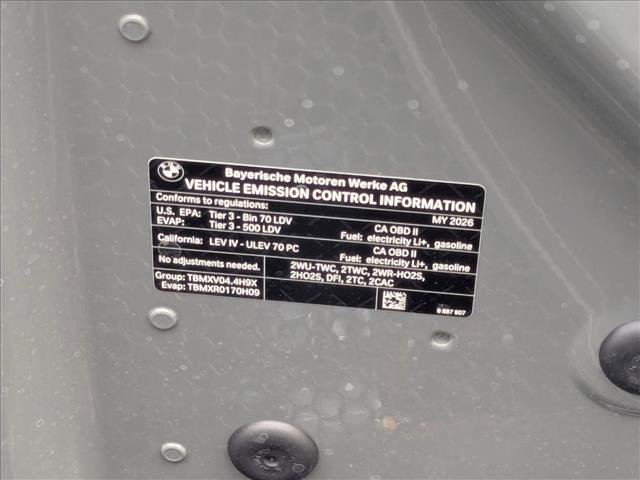 BMW
Bayerische Motoren Werke AG
VEHICLE EMISSION CONTROL INFORMATION
Conforms to regulations: MY 2026
U.S. EPA: Tier 3 - Bin 70 LDV CA OBD II
EVAP: Tier 3 - 500 LDV Fuel: electricity Li+, gasoline
California: LEV IV - ULEV 70 PC CA OBD II
Fuel: electricity Li+, gasoline
No adjustments needed. 2WU-TWC, 2TWC, 2WR-HO2S,
2HO2S, DFI, 2TC, 2CAC
Group: TBMXV04.4H9X
Evap: TBMXR0170H09
8 887 907